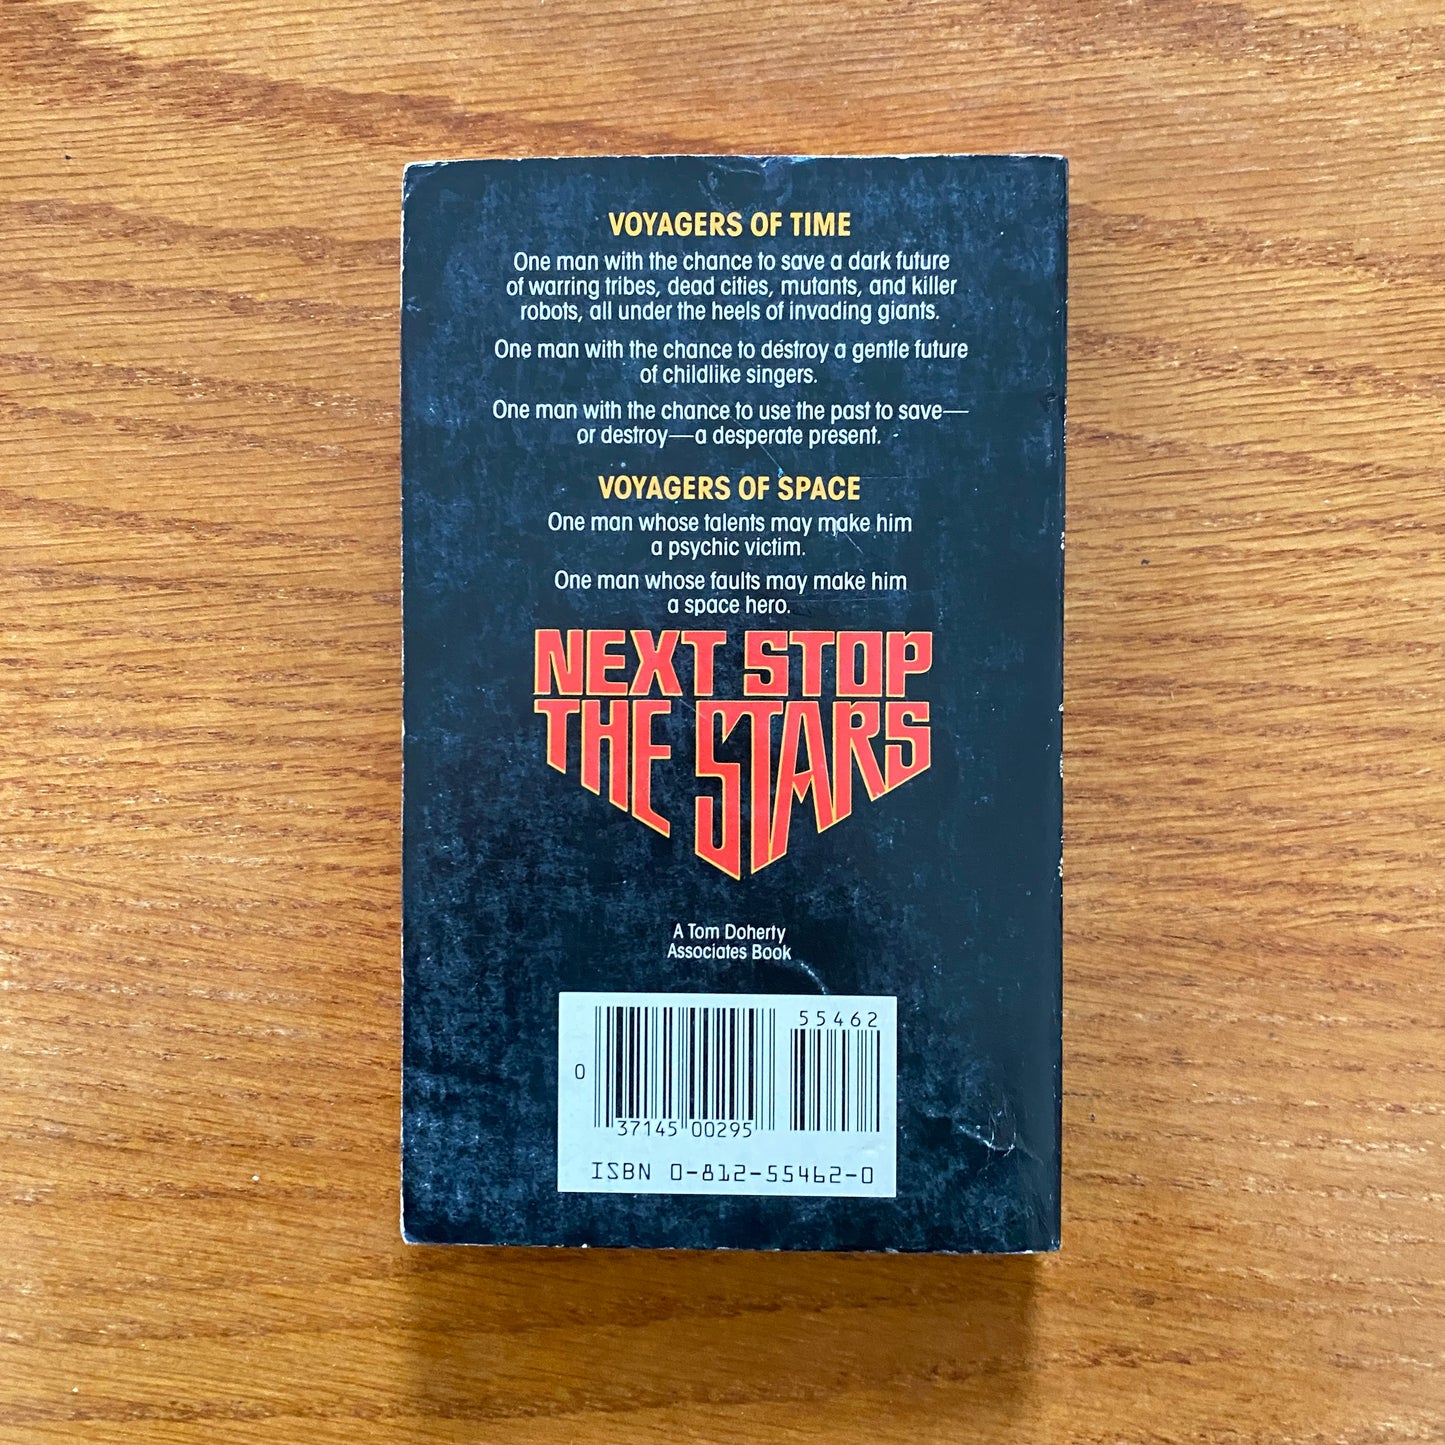 VOYAGERS OF TIME
One man with the chance to save a dark future
of warring tribes, dead cities, mutants, and killer
robots, all under the heels of invading giants.
One man with the chance to destroy a gentle future
of childlike singers.
One man with the chance to use the past to save—
or destroy—a desperate present.
VOYAGERS OF SPACE
One man whose talents may make him
a psychic victim.
One man whose faults may make him
a space hero.
NEXT STOP
THE STARS
A Tom Doherty
Associates Book
55462
0
37145 00295
ISBN 0-812-55462-0